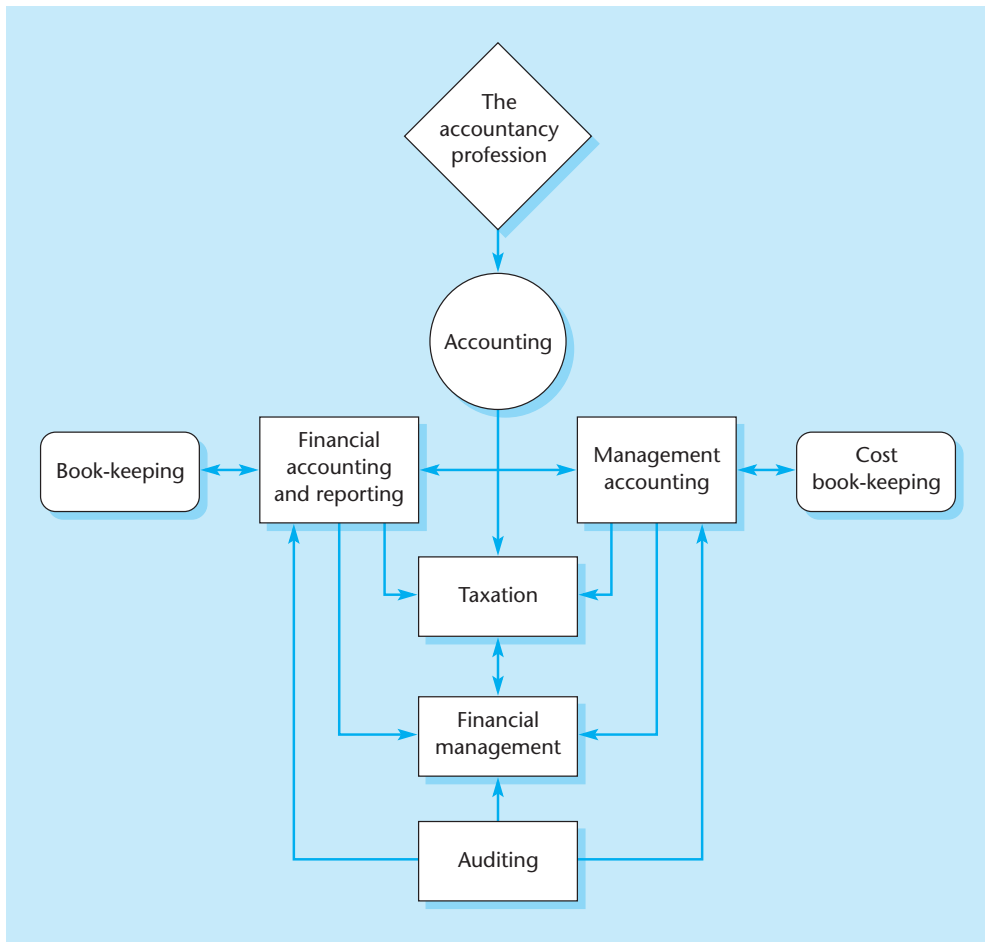 The
accountancy
profession
Accounting
Book-keeping
Financial
accounting
and reporting
Management
accounting
Cost
book-keeping
Taxation
Financial
management
Auditing